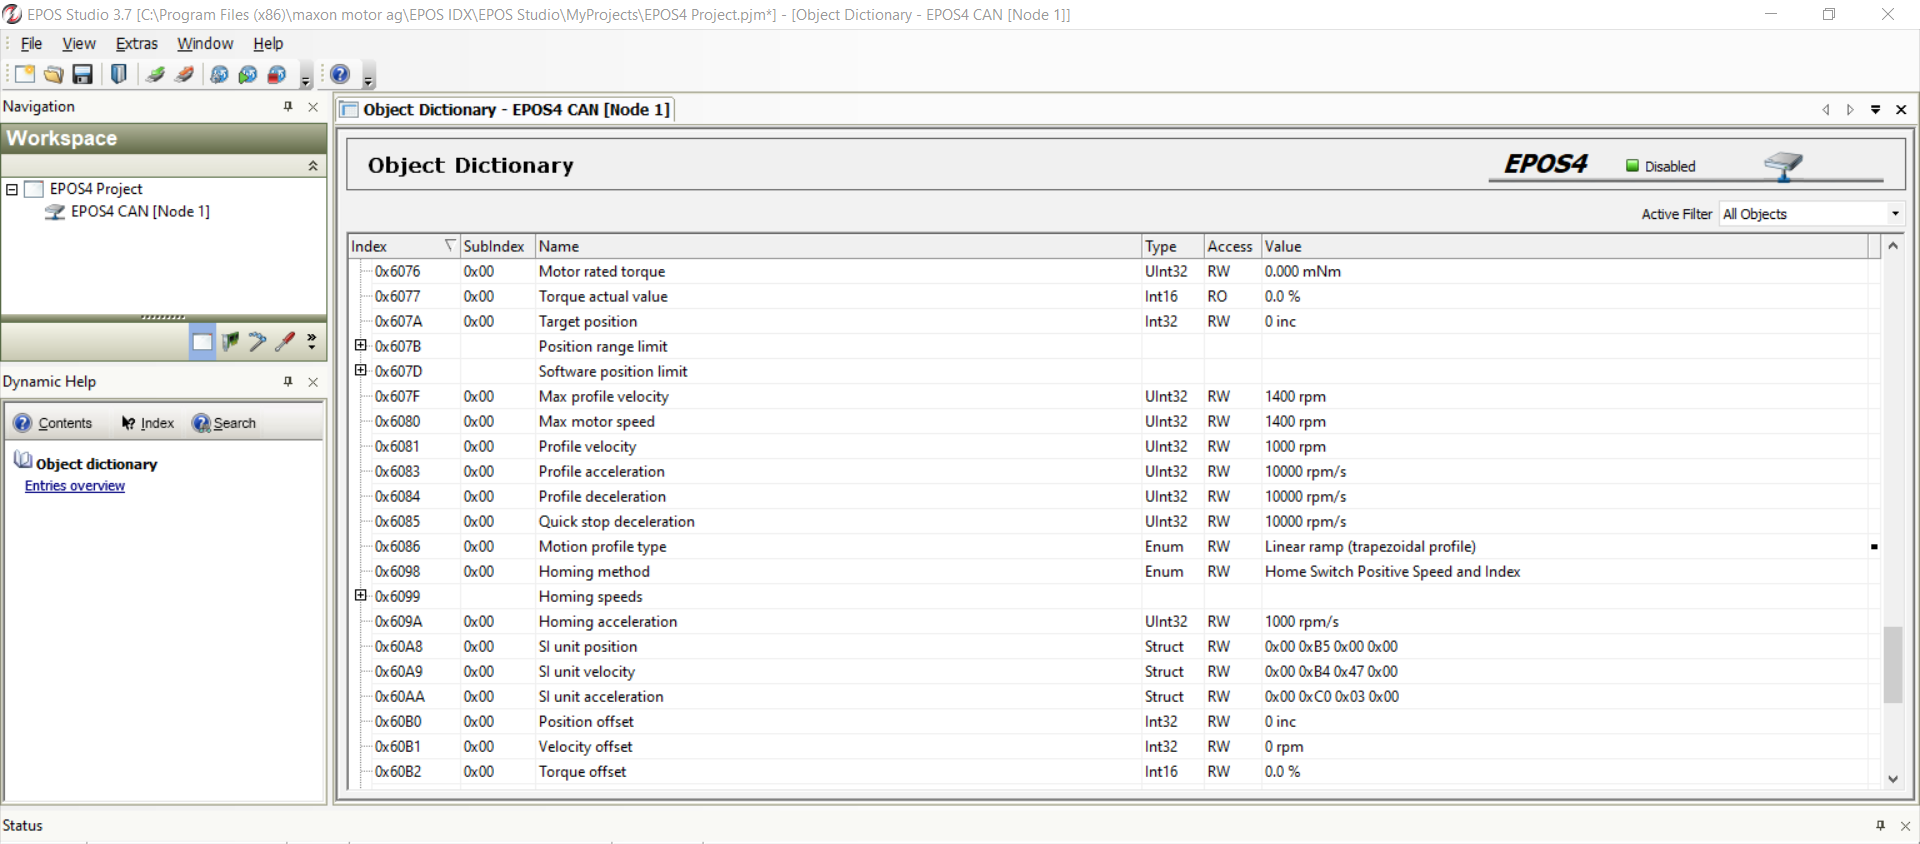 EPOS Studio 3.7 [C:\Program Files (x86)\maxon motor ag\EPOS IDX\EPOS Studio\MyProjects\EPOS4 Project.pjm*] - [Object Dictionary - EPOS4 CAN [Node 1]]
File View Extras Window Help
Navigation
Workspace
EPOS4 Project
EPOS4 CAN [Node 1]
Dynamic Help
Contents Index Search
Object dictionary
Entries overview
Object Dictionary - EPOS4 CAN [Node 1]
Object Dictionary EPOS4 Disabled
Active Filter All Objects
Index SubIndex Name Type Access Value
0x6076 0x00 Motor rated torque UInt32 RW 0.000 mNm
0x6077 0x00 Torque actual value Int16 RO 0.0 %
0x607A 0x00 Target position Int32 RW 0 inc
0x607B Position range limit
0x607D Software position limit
0x607F 0x00 Max profile velocity UInt32 RW 1400 rpm
0x6080 0x00 Max motor speed UInt32 RW 1400 rpm
0x6081 0x00 Profile velocity UInt32 RW 1000 rpm
0x6083 0x00 Profile acceleration UInt32 RW 10000 rpm/s
0x6084 0x00 Profile deceleration UInt32 RW 10000 rpm/s
0x6085 0x00 Quick stop deceleration UInt32 RW 10000 rpm/s
0x6086 0x00 Motion profile type Enum RW Linear ramp (trapezoidal profile)
0x6098 0x00 Homing method Enum RW Home Switch Positive Speed and Index
0x6099 Homing speeds
0x609A 0x00 Homing acceleration UInt32 RW 1000 rpm/s
0x60A8 0x00 SI unit position Struct RW 0x00 0xB5 0x00 0x00
0x60A9 0x00 SI unit velocity Struct RW 0x00 0xB4 0x47 0x00
0x60AA 0x00 SI unit acceleration Struct RW 0x00 0xC0 0x03 0x00
0x60B0 0x00 Position offset Int32 RW 0 inc
0x60B1 0x00 Velocity offset Int32 RW 0 rpm
0x60B2 0x00 Torque offset Int16 RW 0.0 %
Status